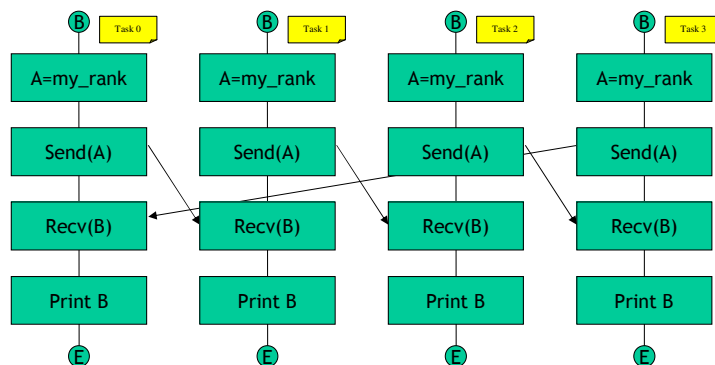 B Task 0 B Task 1 B Task 2 B Task 3
A=my_rank A=my_rank A=my_rank A=my_rank
Send(A) Send(A) Send(A) Send(A)
Recv(B) Recv(B) Recv(B) Recv(B)
Print B Print B Print B Print B
E E E E